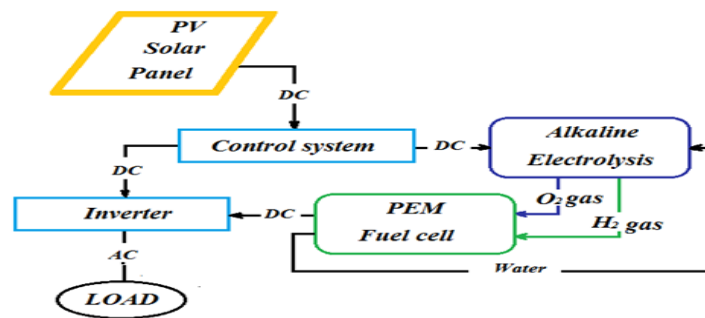 PV
Solar
Panel
DC
Control system
DC
Alkaline
Electrolysis
DC
O2 gas
H2 gas
Inverter
DC
PEM
Fuel cell
AC
Water
LOAD